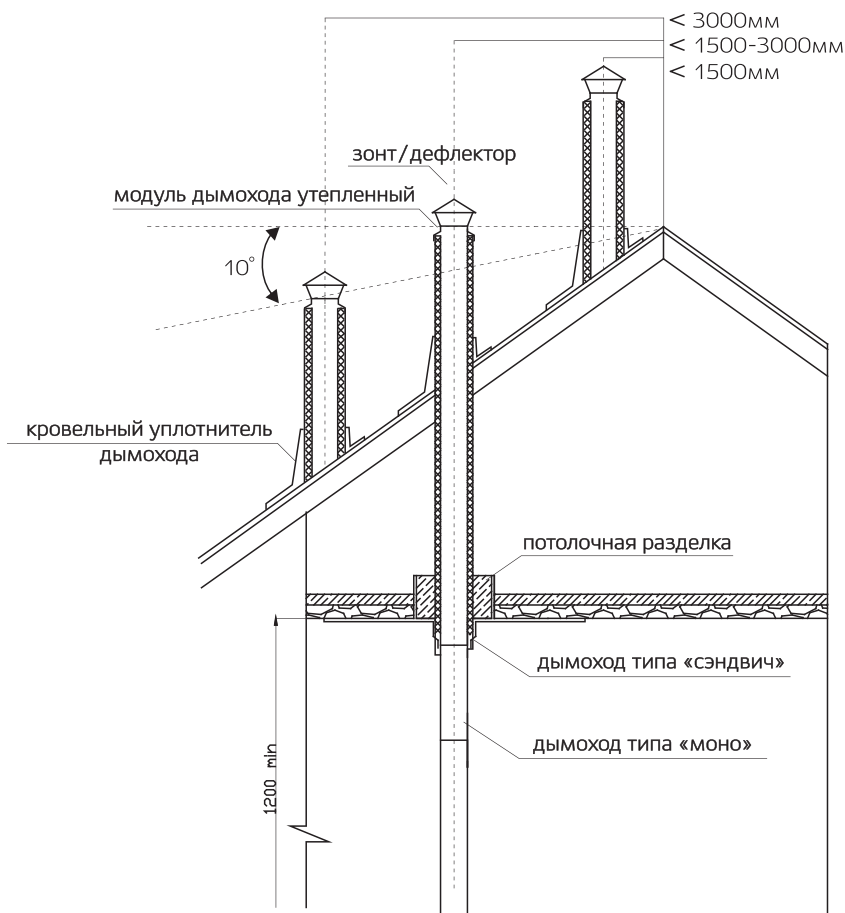 < 3000мм
< 1500-3000мм
< 1500мм
зонт/дефлектор
модуль дымохода утепленный
10°
кровельный уплотнитель
дымохода
потолочная разделка
дымоход типа «сэндвич»
дымоход типа «моно»
1200 min